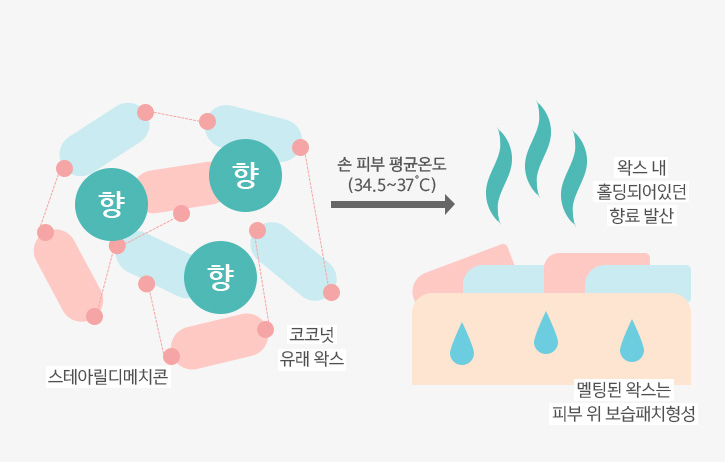 향
향
향
스테아릴디메치콘
코코넛
유래 왁스
손 피부 평균온도
(34.5~37˚C)
왁스 내
홀딩되어있던
향료 발산
멜팅된 왁스는
피부 위 보습패치형성